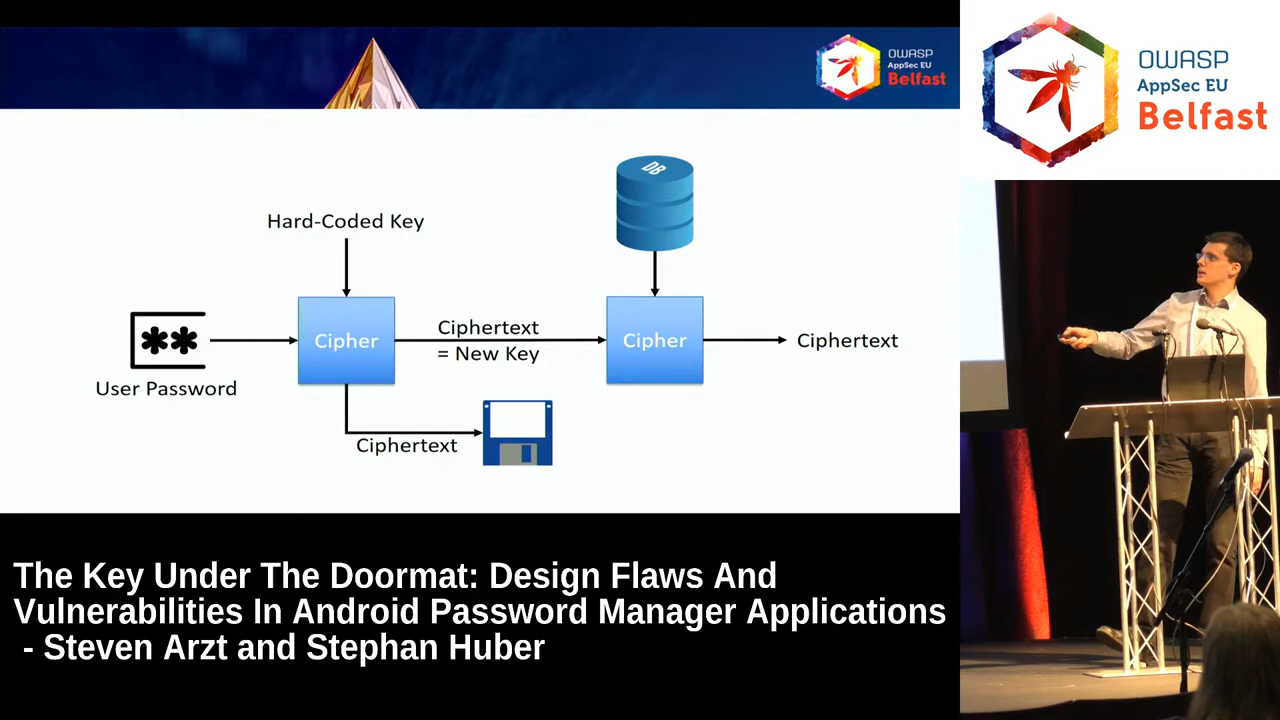 OWASP
AppSec EU
Belfast
OWASP
AppSec EU
Belfast
DB
Hard-Coded Key
**
User Password
Cipher
Ciphertext
= New Key
Cipher
Ciphertext
Ciphertext
The Key Under The Doormat: Design Flaws And
Vulnerabilities In Android Password Manager Applications
- Steven Arzt and Stephan Huber